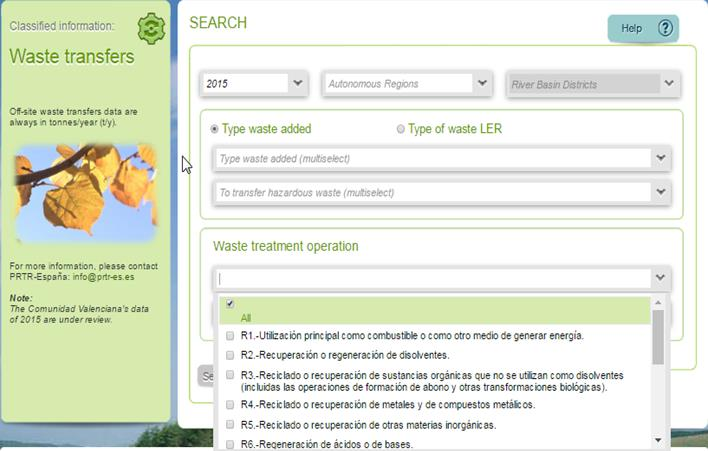 Classified information:
Waste transfers
Off-site waste transfers data are
always in tonnes/year (t/y).
For more information, please contact
PRTR-España: info@prtr-es.es
Note:
The Comunidad Valenciana's data
of 2015 are under review.
SEARCH
Help ?
2015 Autonomous Regions River Basin Districts
Type waste added Type of waste LER
Type waste added (multiselect)
To transfer hazardous waste (multiselect)
Waste treatment operation
All
R1.-Utilización principal como combustible o como otro medio de generar energía.
R2.-Recuperación o regeneración de disolventes.
R3.-Reciclado o recuperación de sustancias orgánicas que no se utilizan como disolventes
(incluidas las operaciones de formación de abono y otras transformaciones biológicas).
R4.-Reciclado o recuperación de metales y de compuestos metálicos.
R5.-Reciclado o recuperación de otras materias inorgánicas.
R6.-Regeneración de ácidos o de bases.